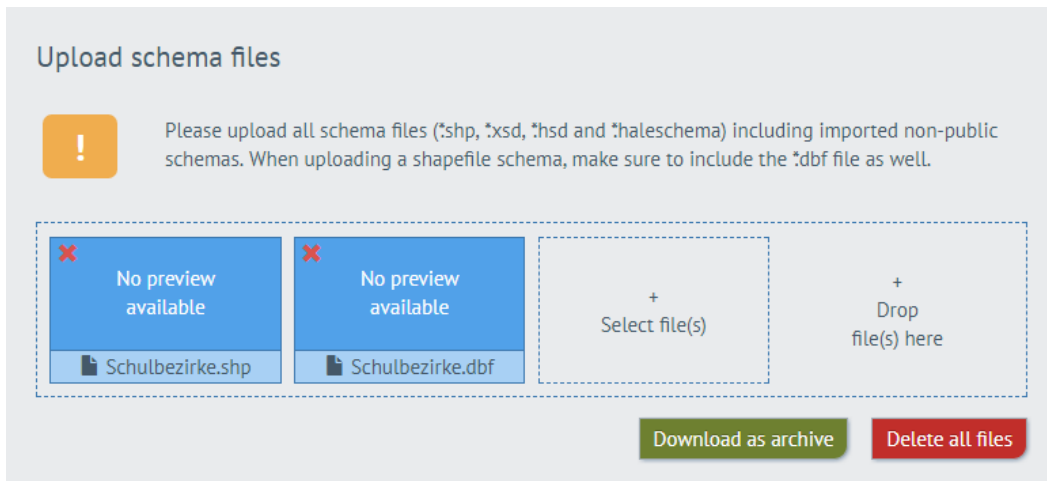 Upload schema files
!
Please upload all schema files (*.shp, *.xsd, *.hsd and *.haleschema) including imported non-public
schemas. When uploading a shapefile schema, make sure to include the *.dbf file as well.
No preview
available
Schulbezirke.shp
No preview
available
Schulbezirke.dbf
+
Select file(s)
+
Drop
file(s) here
Download as archive
Delete all files